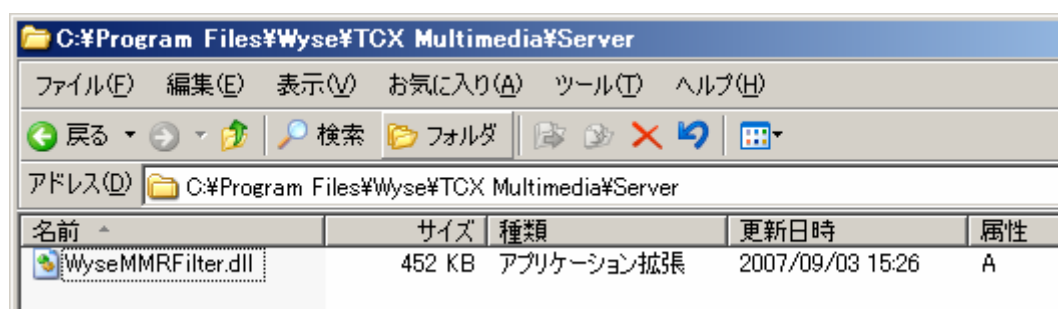 C:¥Program Files¥Wyse¥TCX Multimedia¥Server
ファイル(F) 編集(E) 表示(V) お気に入り(A) ツール(T) ヘルプ(H)
戻る 検索 フォルダ
アドレス(D) C:¥Program Files¥Wyse¥TCX Multimedia¥Server
名前 サイズ 種類 更新日時 属性
WyseMMRFilter.dll 452 KB アプリケーション拡張 2007/09/03 15:26 A